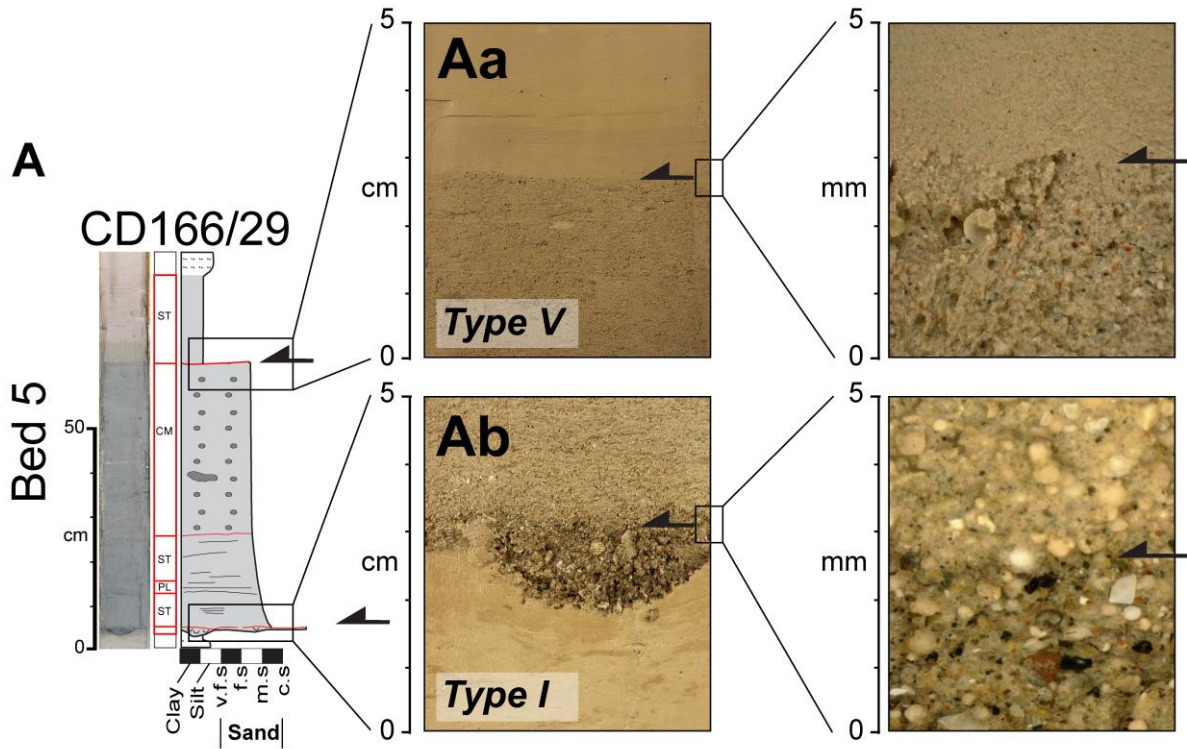 A
CD166/29
Bed 5
50
cm
0
ST
CM
ST
PL
ST
Clay
Silt
v.f.s
f.s
m.s
c.s
Sand
5
cm
0
Aa
Type V
5
mm
0
5
cm
0
Ab
Type I
5
mm
0